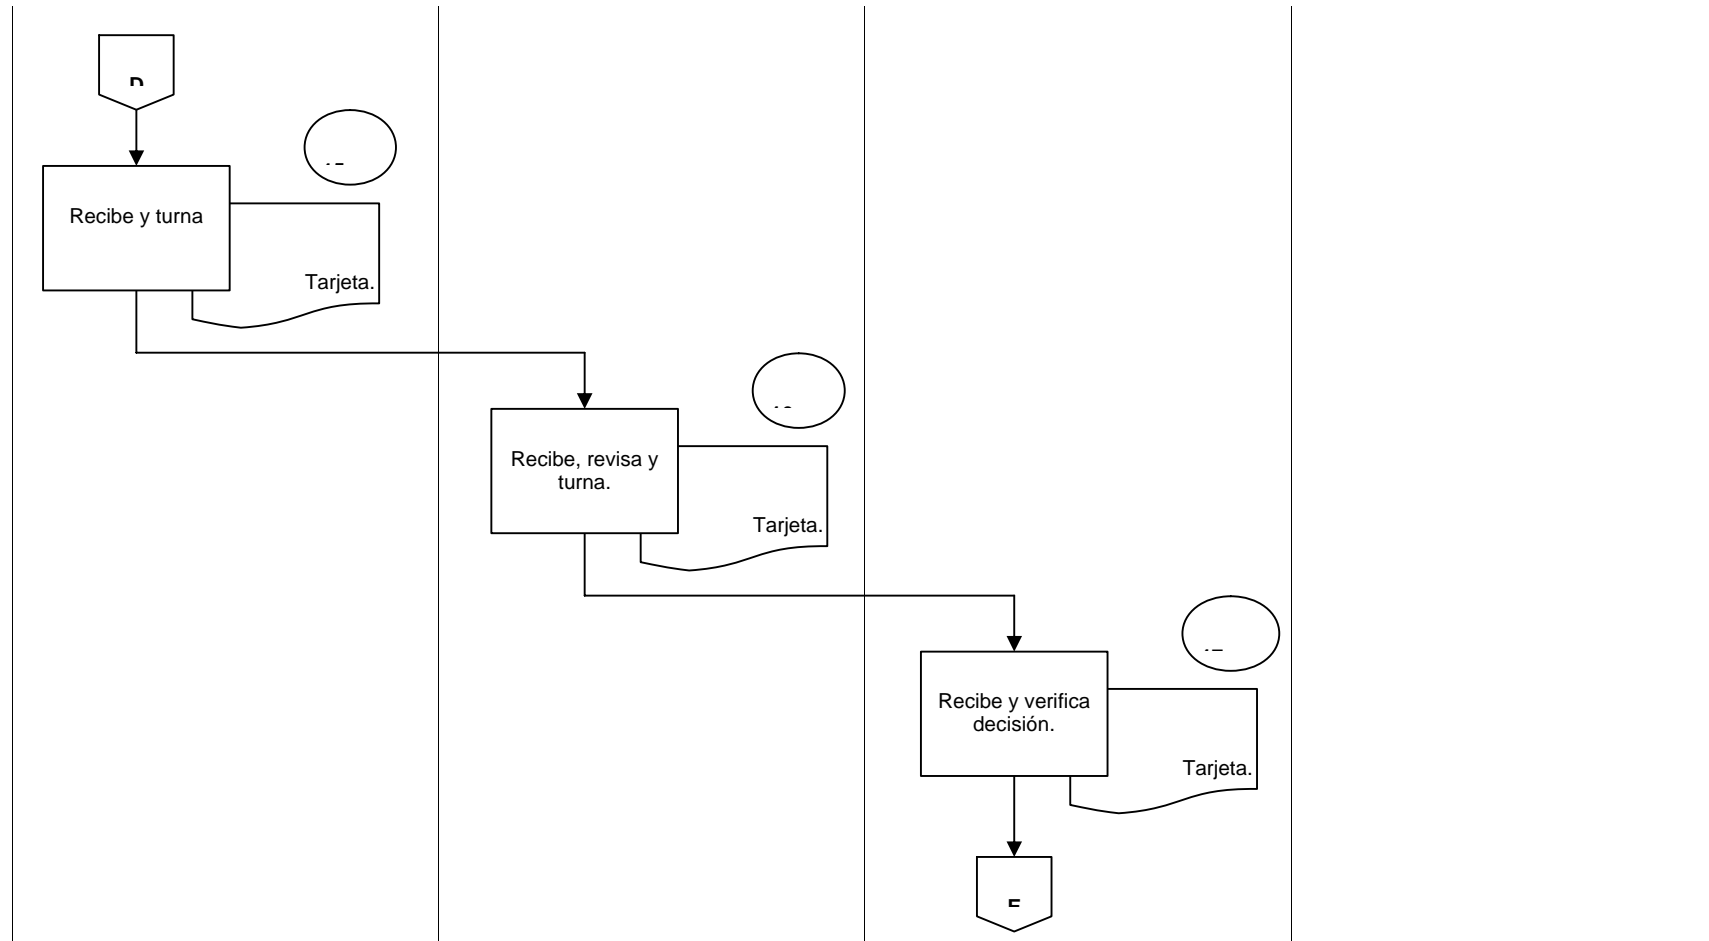 Recibe y turna
Tarjeta.
Recibe, revisa y
turna.
Tarjeta.
Recibe y verifica
decisión.
Tarjeta.